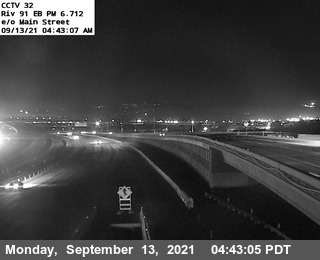 CCTV 32
Riv 91 EB PM 6.712
e/o Main Street
09/13/21 04:43:07 AM
Monday, September 13, 2021 04:43:05 PDT